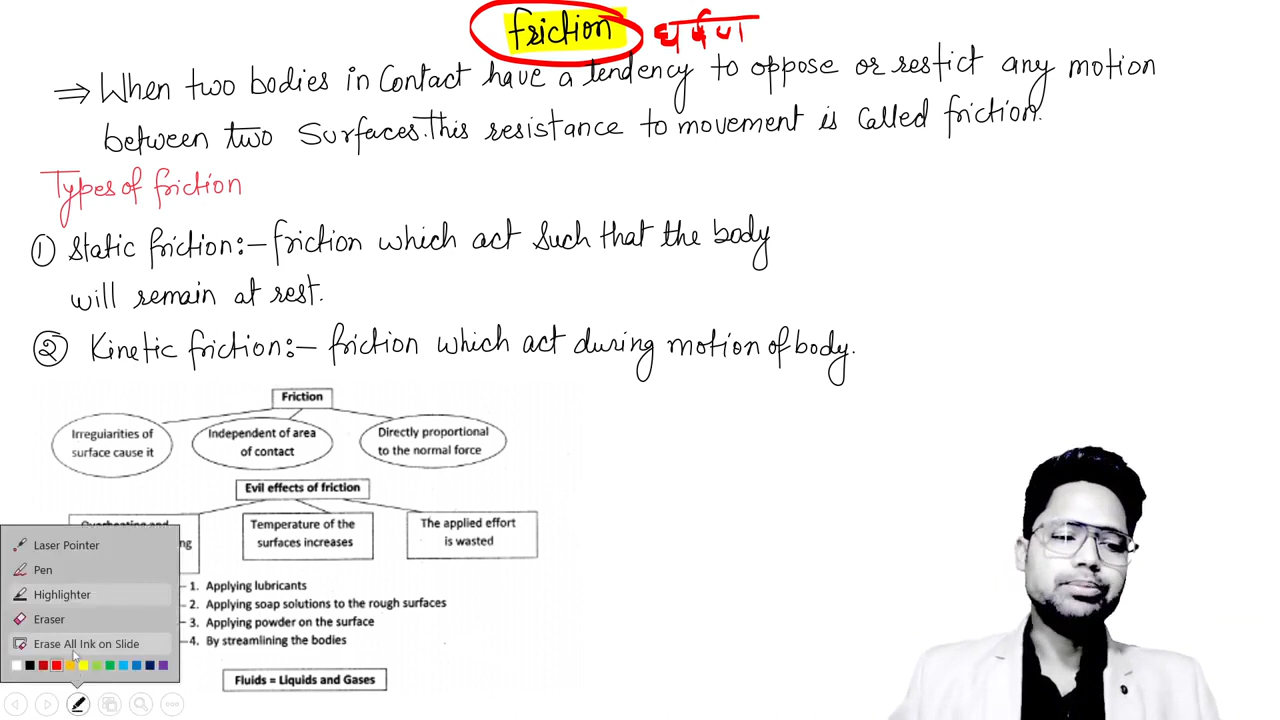 friction घर्षण
⇒ When two bodies in Contact have a tendency to oppose or restict any motion
between two Surfaces.This resistance to movement is Called friction.
Types of friction
① Static friction:- friction which act Such that the body
will remain at rest.
② Kinetic friction:- friction which act during motion of body.
Friction
Irregularities of
surface cause it
Independent of area
of contact
Directly proportional
to the normal force
Evil effects of friction
Overheating and
ng
Temperature of the
surfaces increases
The applied effort
is wasted
Laser Pointer
Pen
Highlighter
Eraser
Erase All Ink on Slide
1. Applying lubricants
2. Applying soap solutions to the rough surfaces
3. Applying powder on the surface
4. By streamlining the bodies
Fluids = Liquids and Gases